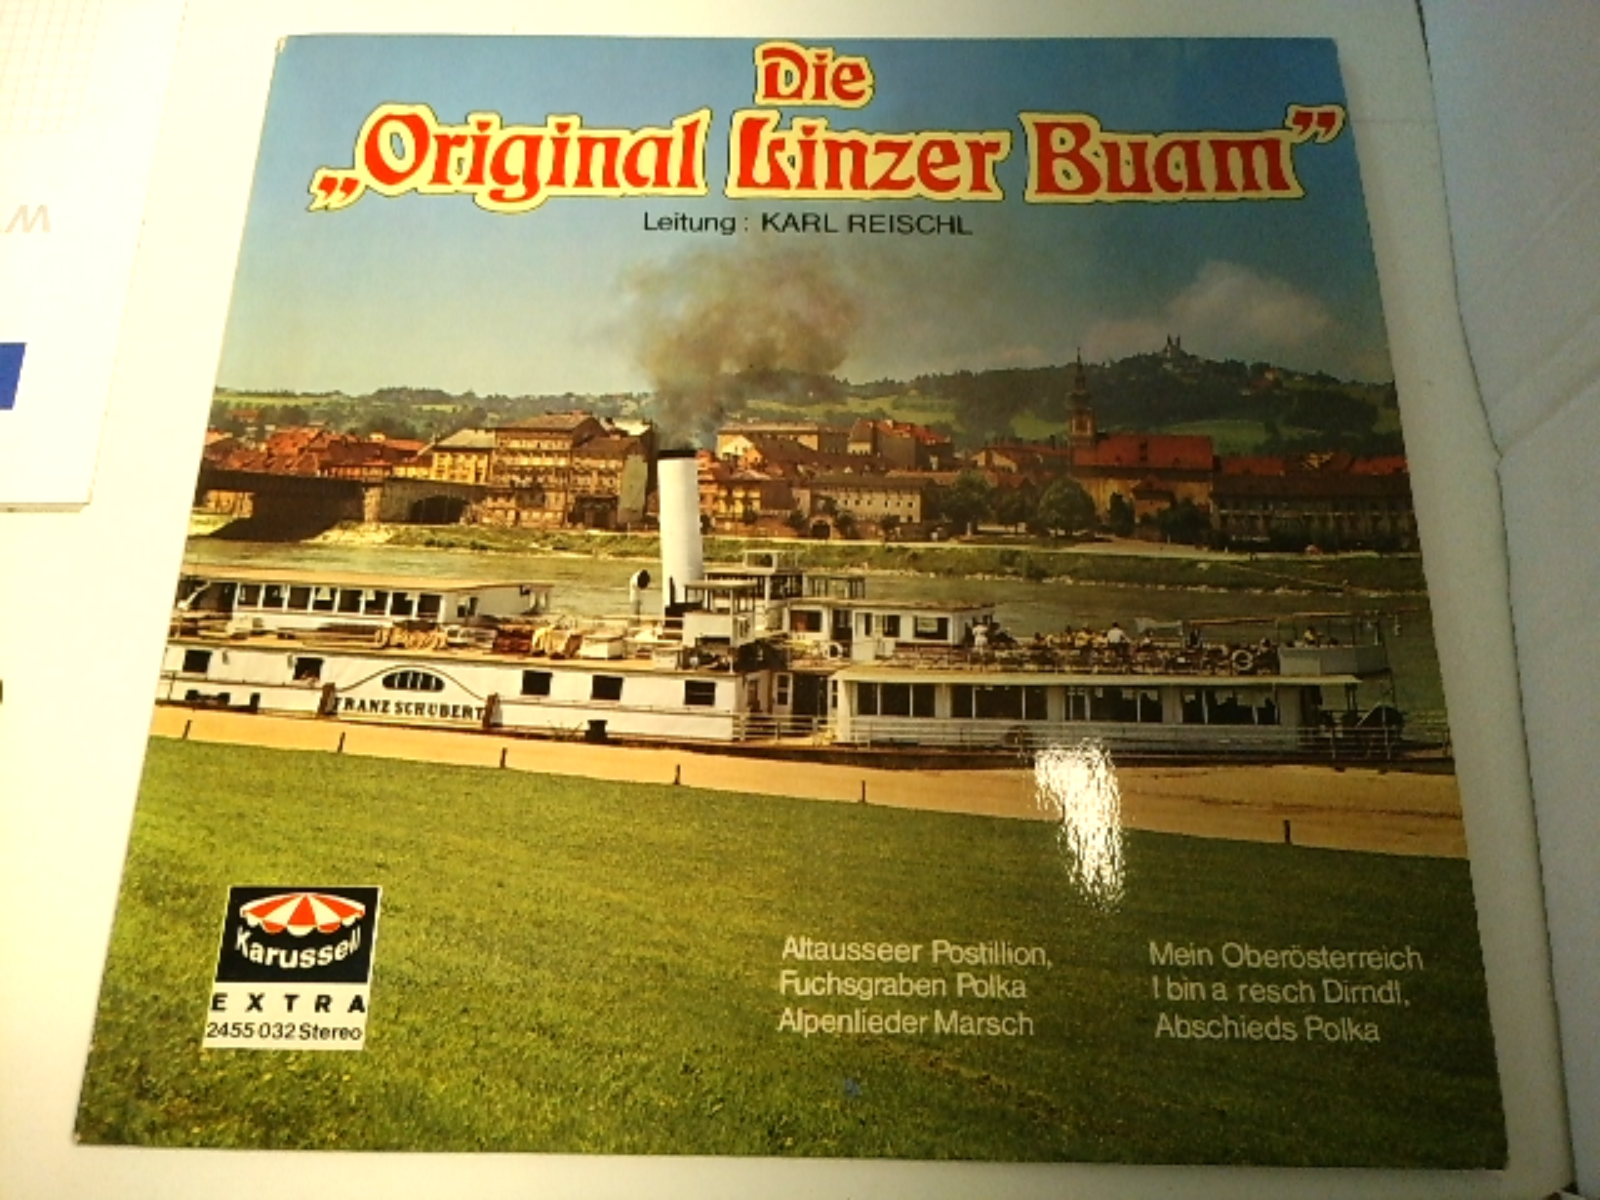 Die
„Original Linzer Buam”
Leitung: KARL REISCHL
FRANZ SCHUBERT
Karussell
EXTRA
2455 032 Stereo
Altausseer Postillion,
Fuchsgraben Polka
Alpenlieder Marsch
Mein Oberösterreich
I bin a resch Dirndl,
Abschieds Polka